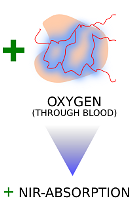 +
OXYGEN
(THROUGH BLOOD)
+ NIR-ABSORPTION